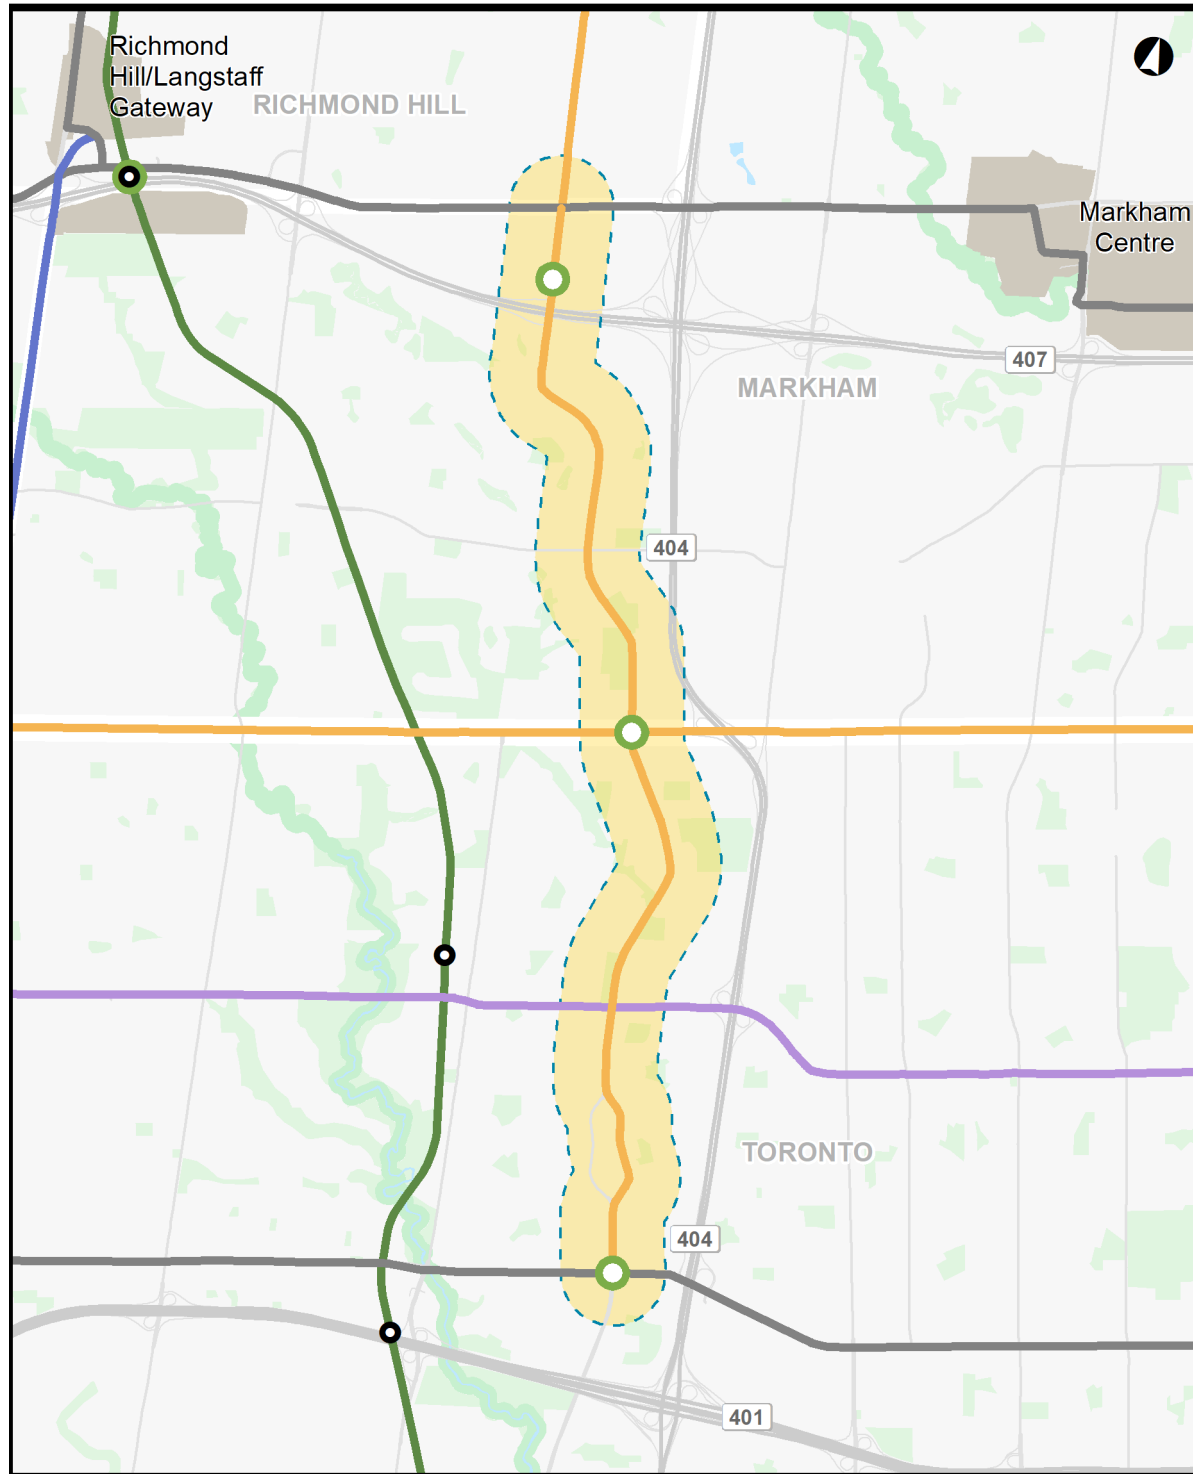 Richmond
Hill/Langstaff
Gateway
RICHMOND HILL
Markham
Centre
407
MARKHAM
404
TORONTO
404
401